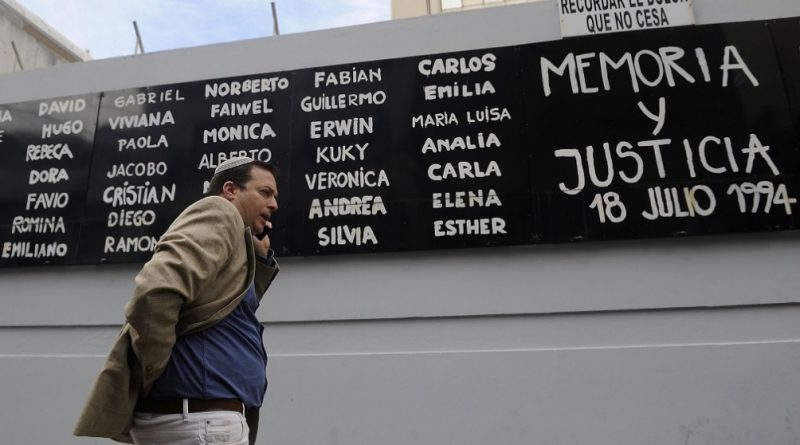 RECORDAR EL DOLOR
QUE NO CESA
DAVID
HUGO
REBECA
DORA
FAVIO
ROMINA
EMILIANO
GABRIEL
VIVIANA
PAOLA
JACOBO
CRISTIAN
DIEGO
RAMON
NORBERTO
FAIWEL
MONICA
ALBERTO
FABIAN
GUILLERMO
ERWIN
KUKY
VERONICA
ANDREA
SILVIA
CARLOS
EMILIA
MARIA LUISA
ANALIA
CARLA
ELENA
ESTHER
MEMORIA
Y
JUSTICIA
18 JULIO 1994